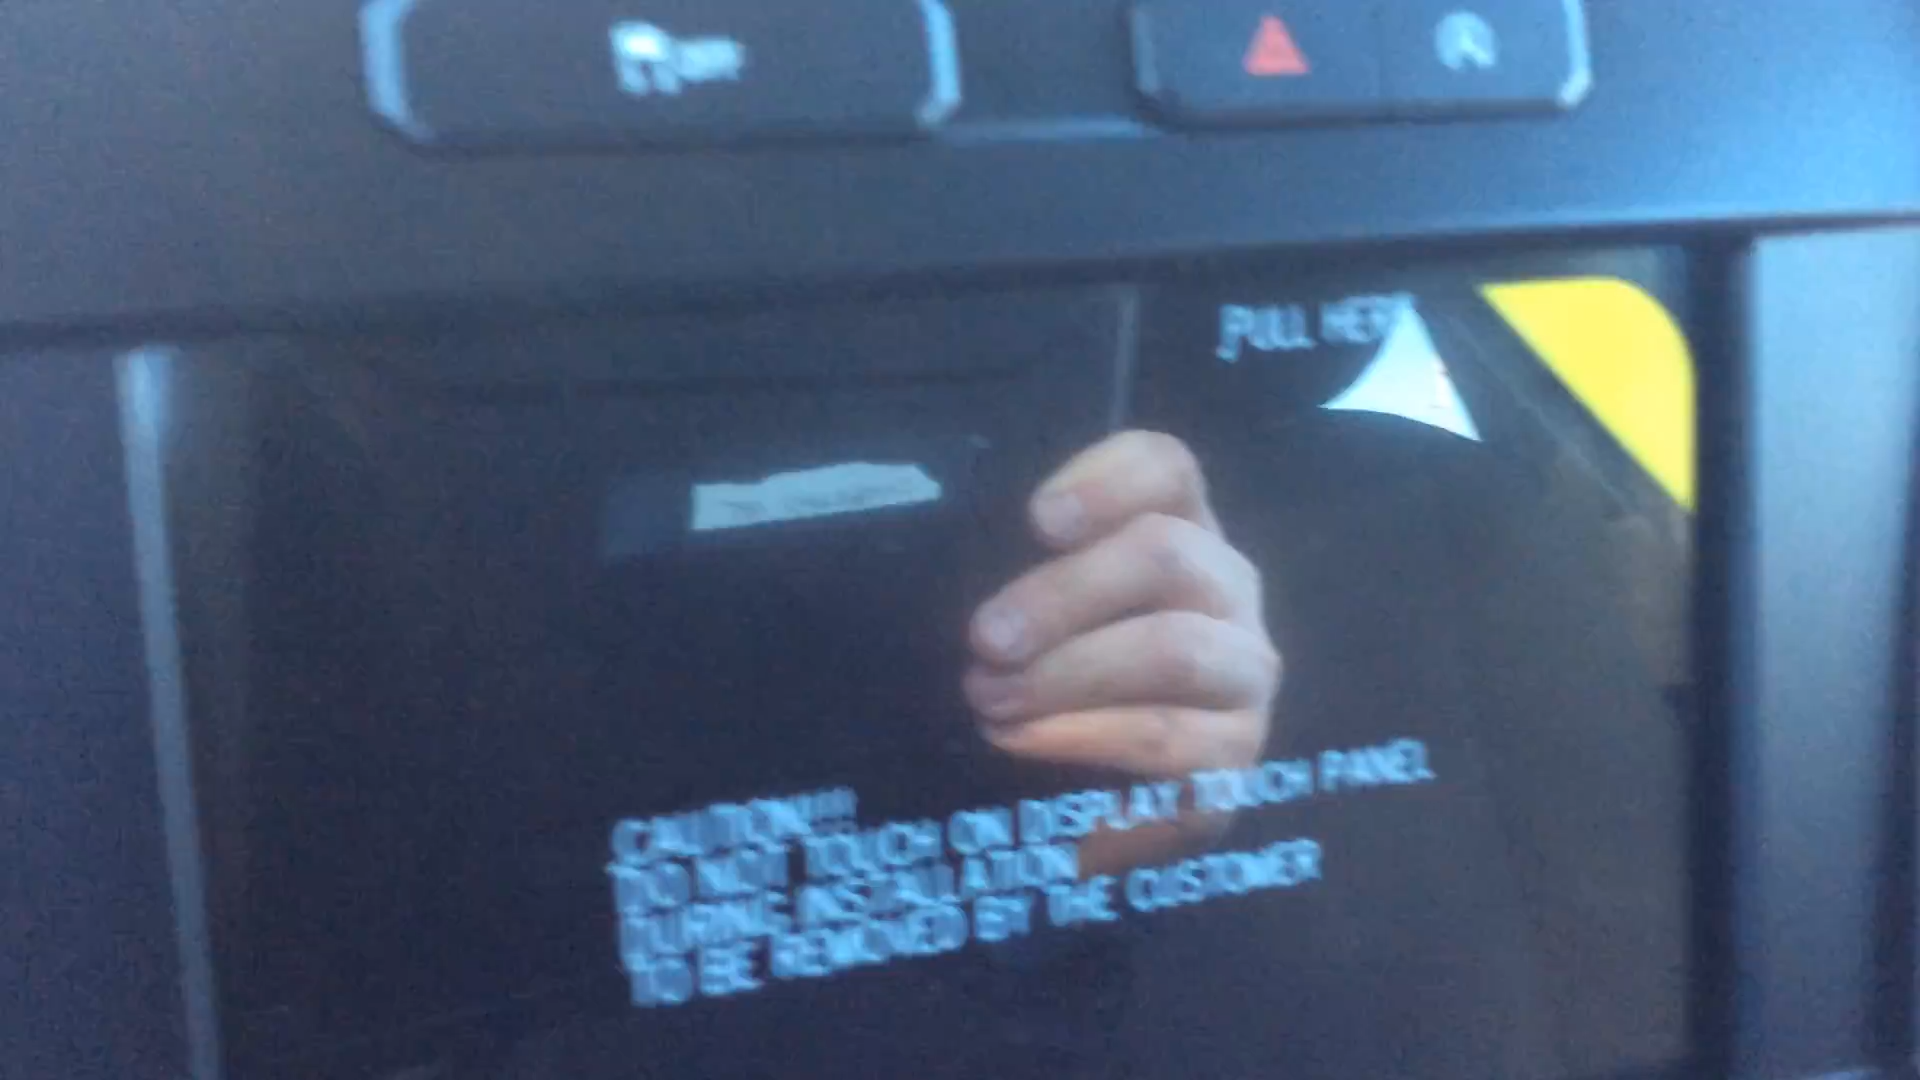 PULL HERE
CAUTION!!!
DO NOT TOUCH ON DISPLAY TOUCH PANEL
DURING INSTALLATION
TO BE REMOVED BY THE CUSTOMER